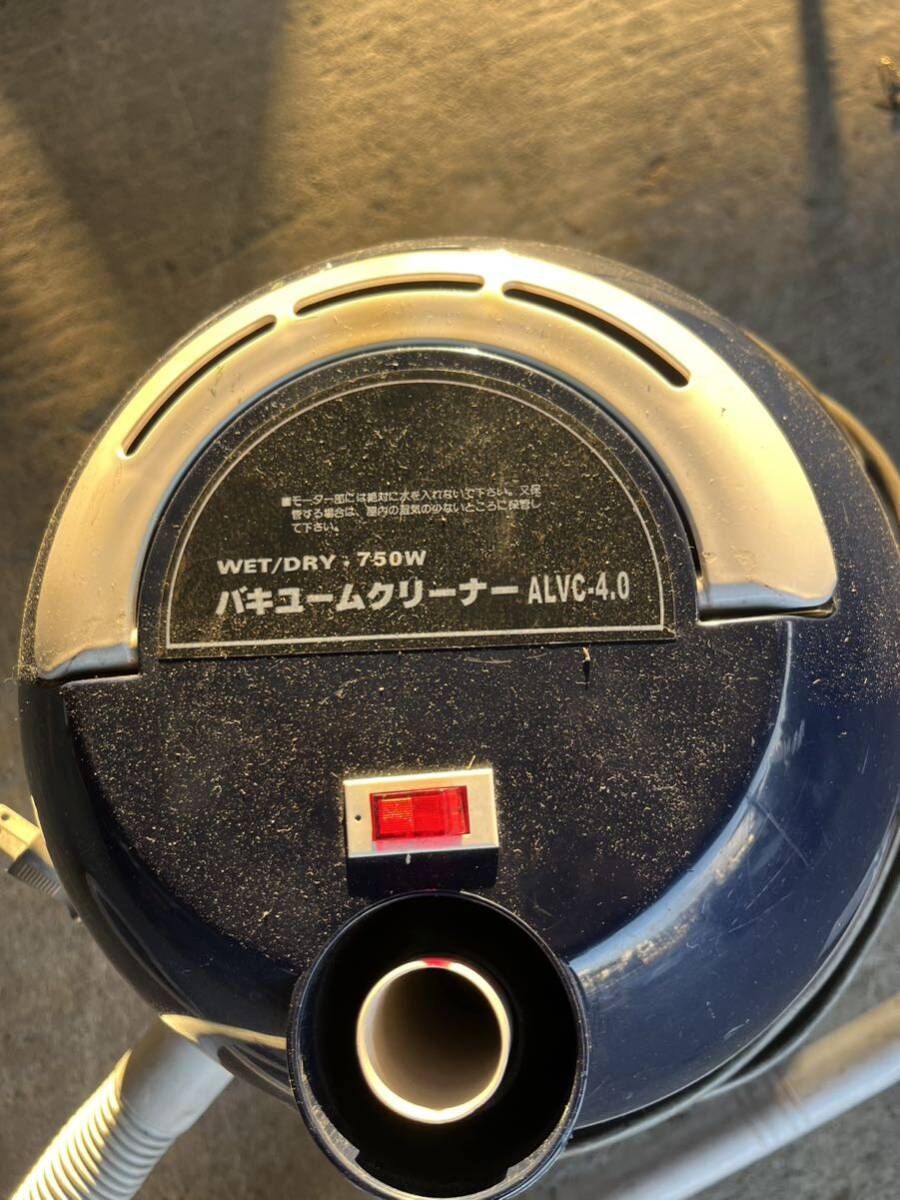 ■モーター部には絶対に水を入れないで下さい。又保
管する場合は、屋内の湿気の少ないところに保管し
て下さい。
WET/DRY・750W
バキュームクリーナー ALVC-4.0